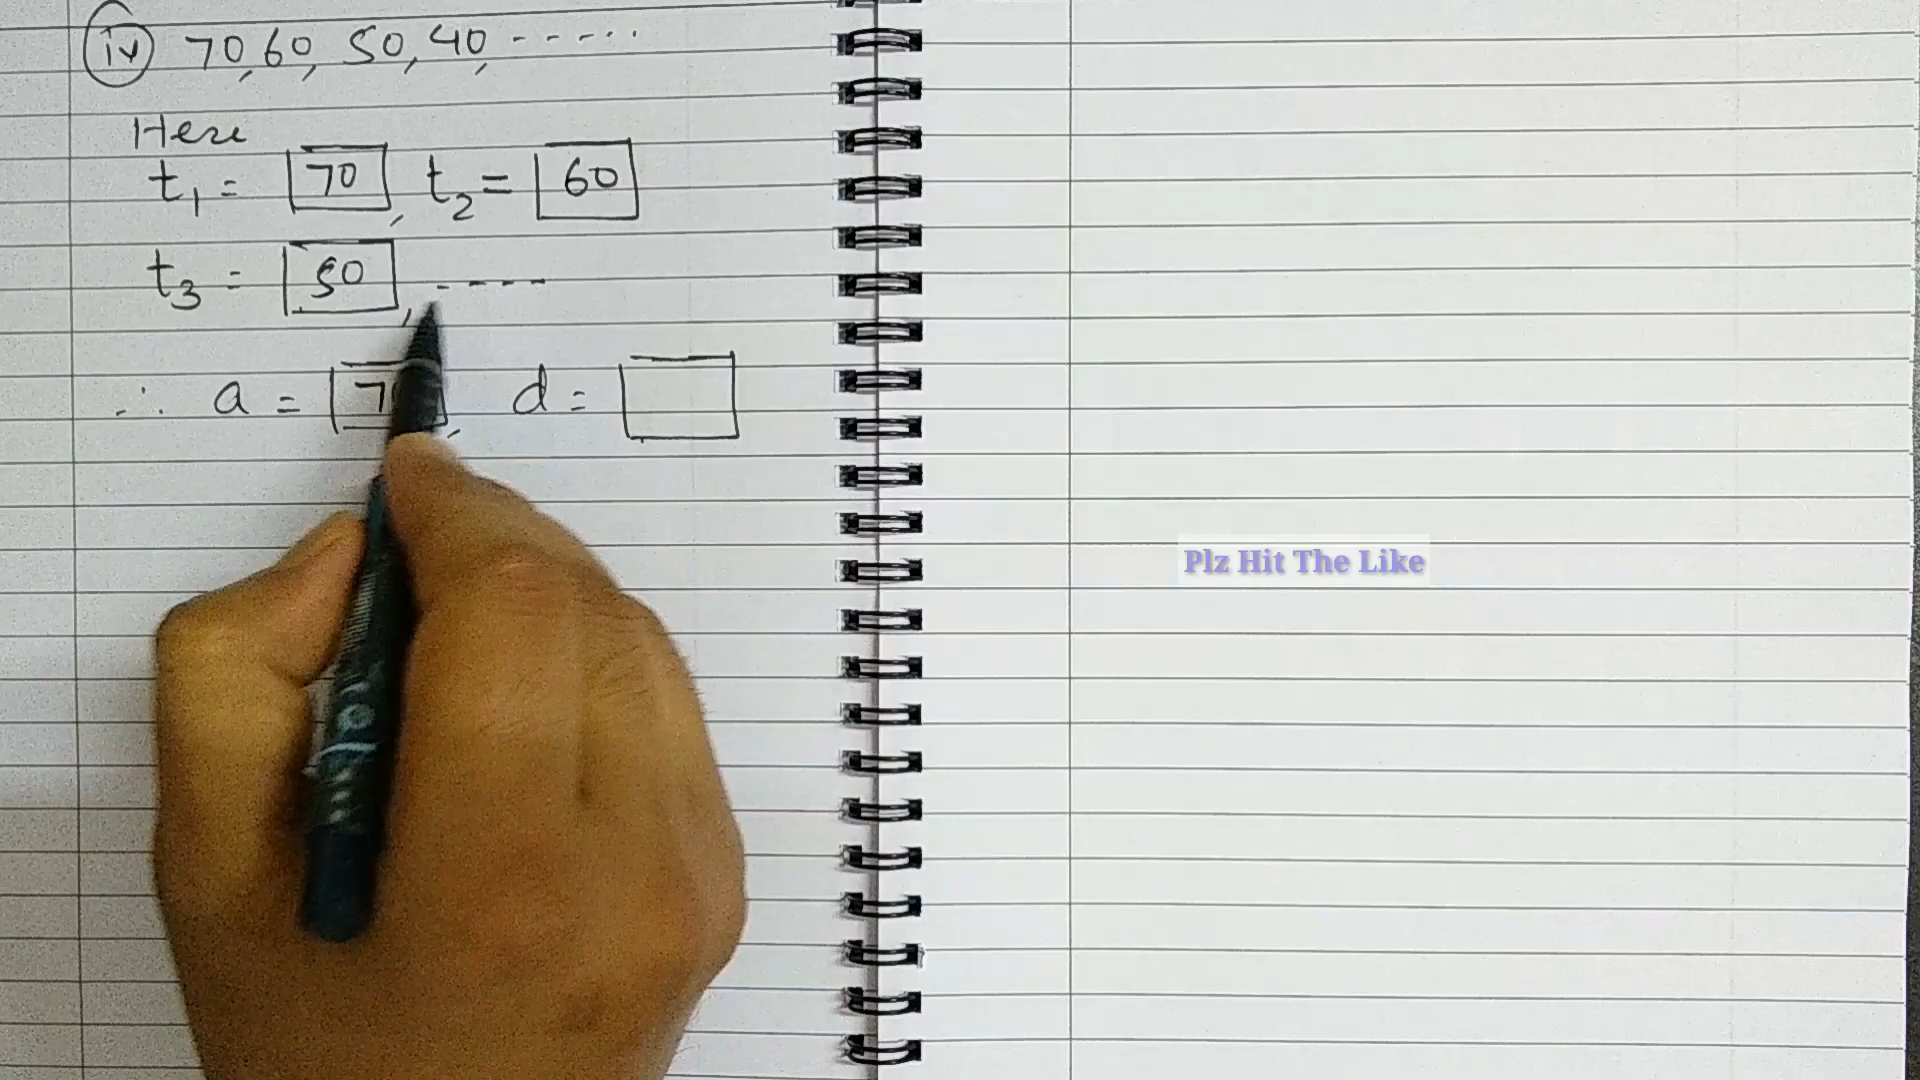 iv 70, 60, 50, 40, -----
Here
t₁ = 70, t₂ = 60
t₃ = 50, ----
∴ a = 70, d =
Plz Hit The Like